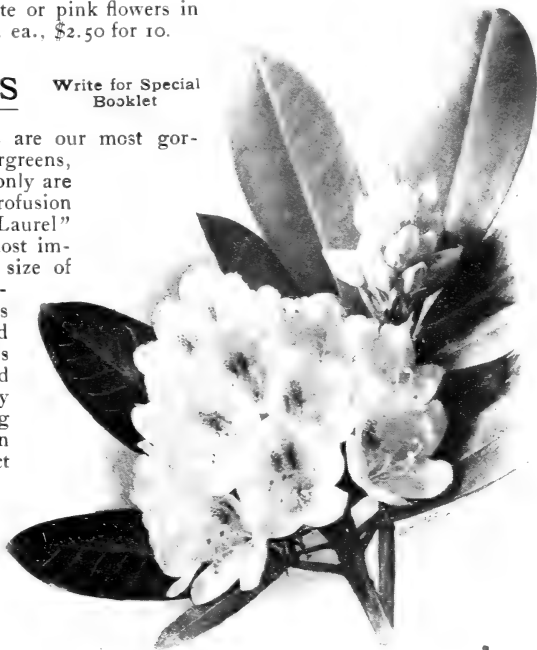 te or pink flowers in
ea., $2.50 for 10.
S Write for Special
Booklet
are our most gor-
rgreens,
only are
rofusion
Laurel”
ost im-
size of
-
s
d
s
d
y
g
n
ct